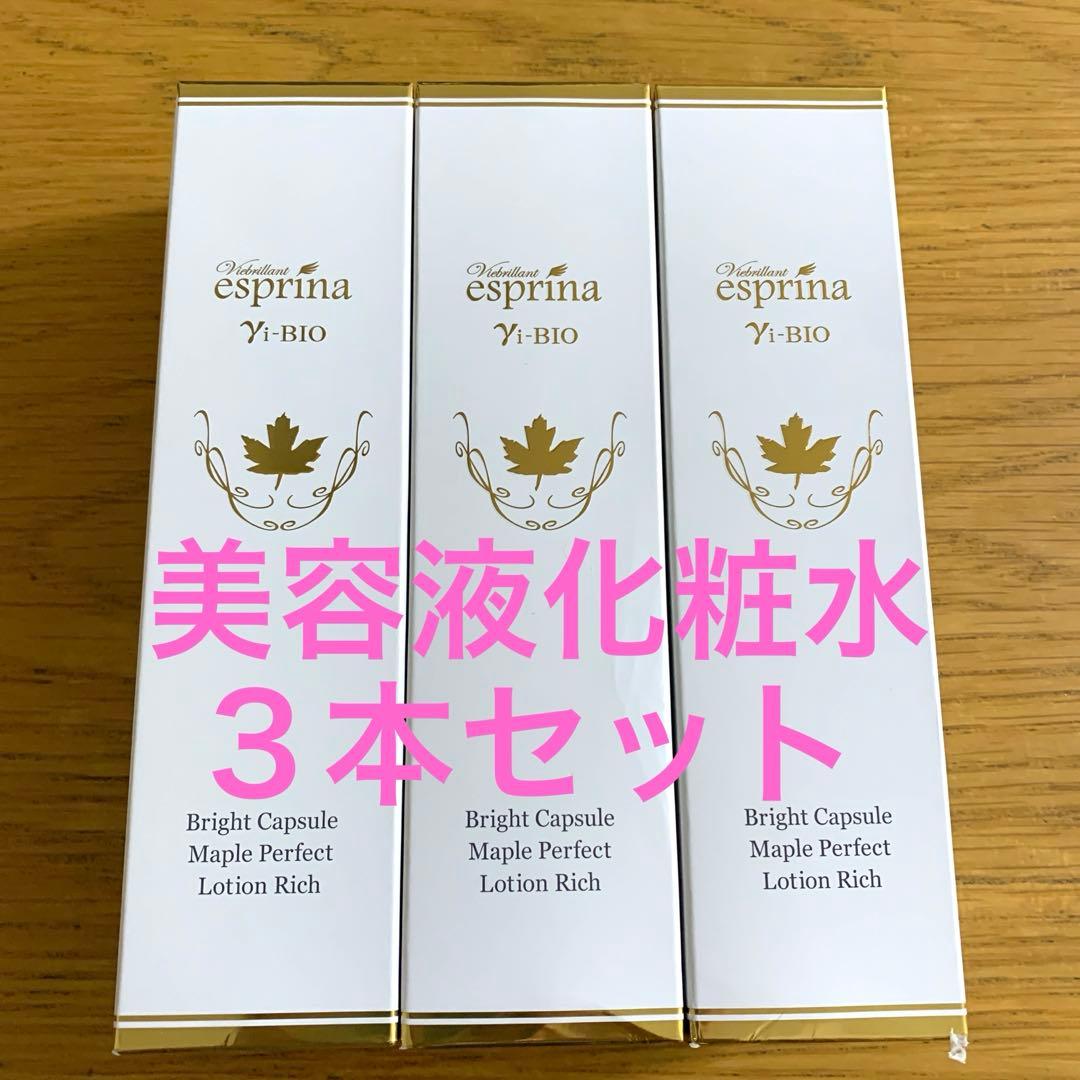 Viebrillant
esprina
γi-BIO
Viebrillant
esprina
γi-BIO
Viebrillant
esprina
γi-BIO
美容液化粧水
３本セット
Bright Capsule
Maple Perfect
Lotion Rich
Bright Capsule
Maple Perfect
Lotion Rich
Bright Capsule
Maple Perfect
Lotion Rich